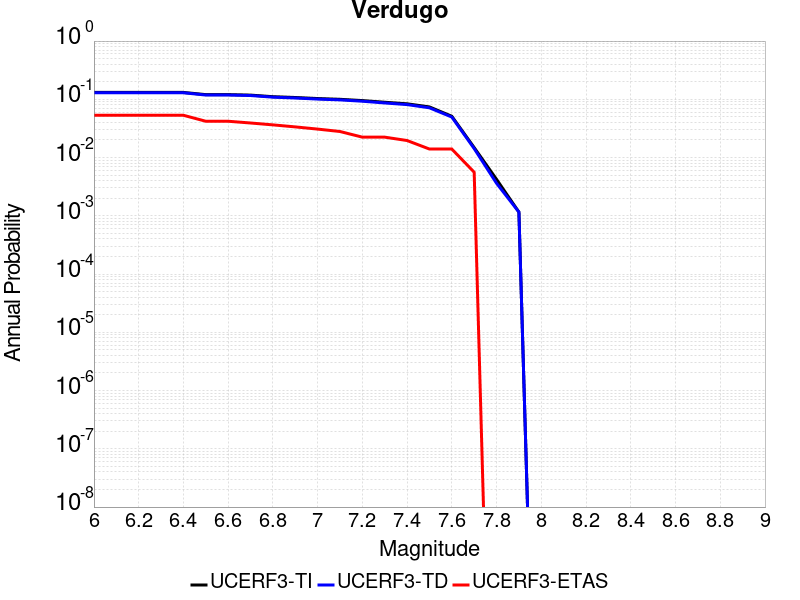 Verdugo
10^0
10^-1
10^-2
10^-3
10^-4
10^-5
10^-6
10^-7
10^-8
Annual Probability
6 6.2 6.4 6.6 6.8 7 7.2 7.4 7.6 7.8 8 8.2 8.4 8.6 8.8 9
Magnitude
UCERF3-TI UCERF3-TD UCERF3-ETAS